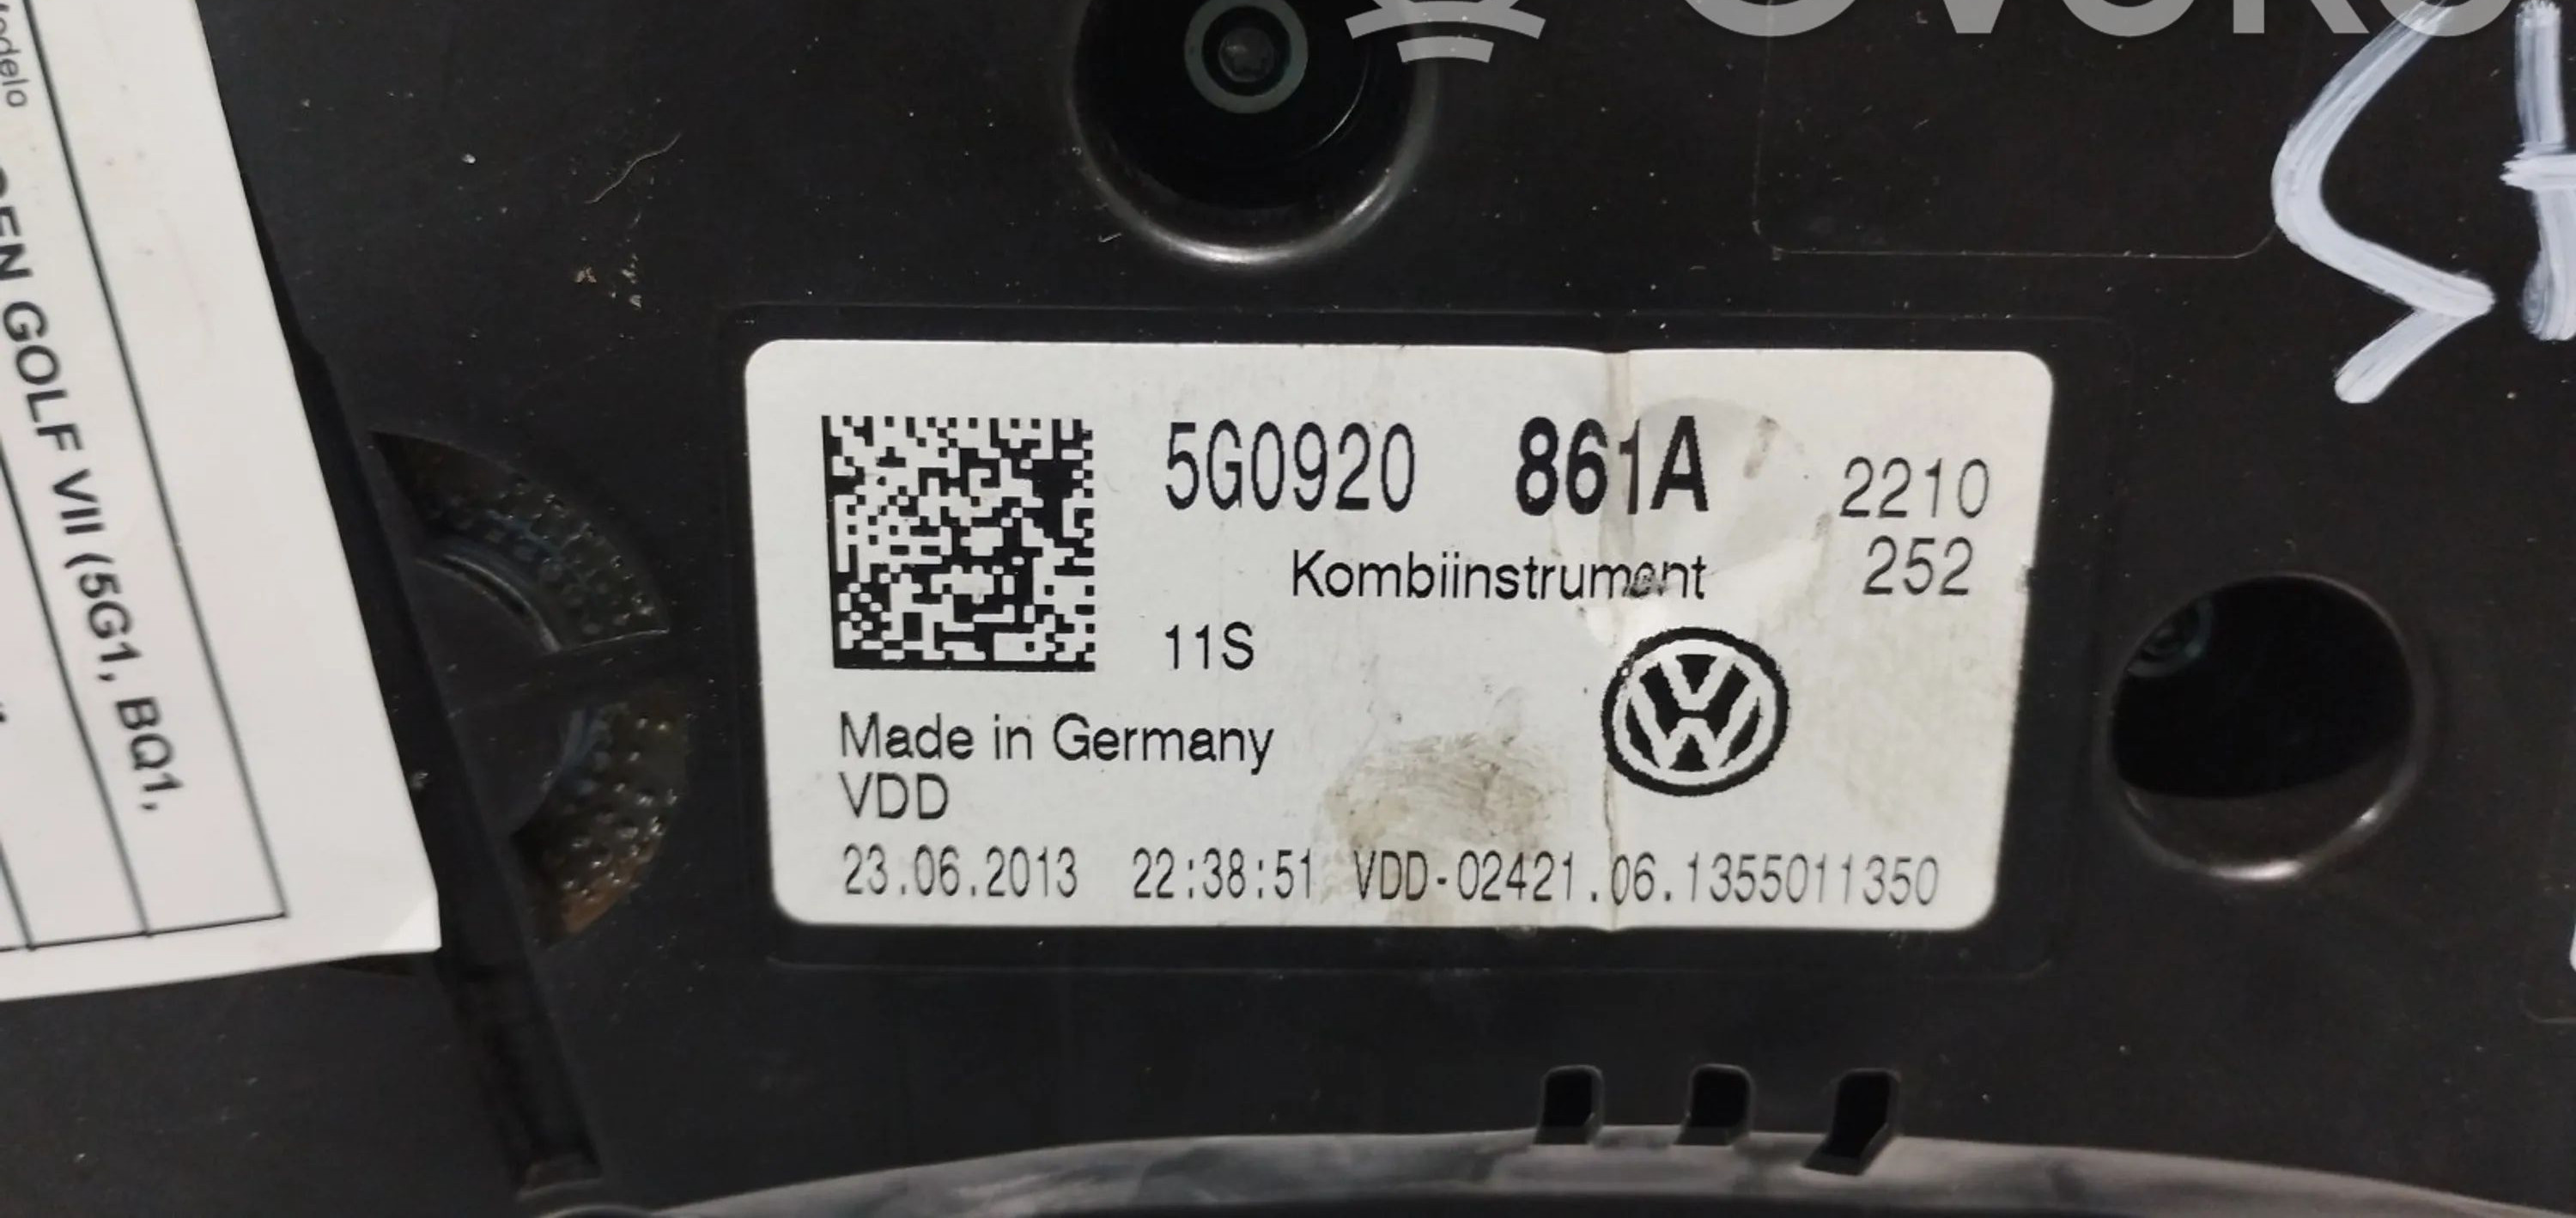 GOLF VII (5G1, BQ1,
5G0920 861A 2210
252
Kombiinstrument
11S
Made in Germany
VDD
23.06.2013 22:38:51 VDD-02421.06.1355011350